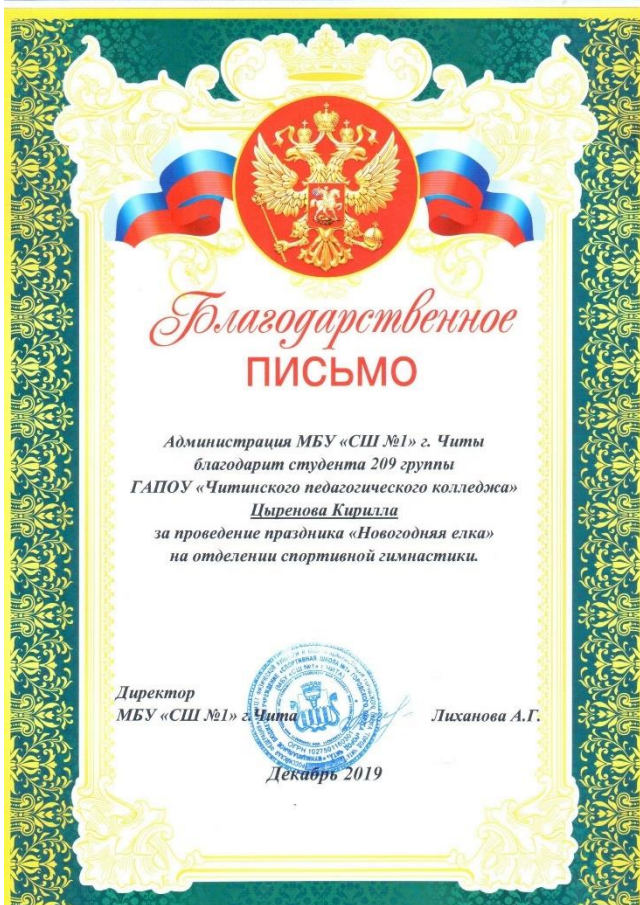 Благодарственное
ПИСЬМО
Администрация МБУ «СШ №1» г. Читы
благодарит студента 209 группы
ГАПОУ «Читинского педагогического колледжа»
Цыренова Кирилла
за проведение праздника «Новогодняя елка»
на отделении спортивной гимнастики.
Директор
МБУ «СШ №1» г.Чита Лиханова А.Г.
Декабрь 2019